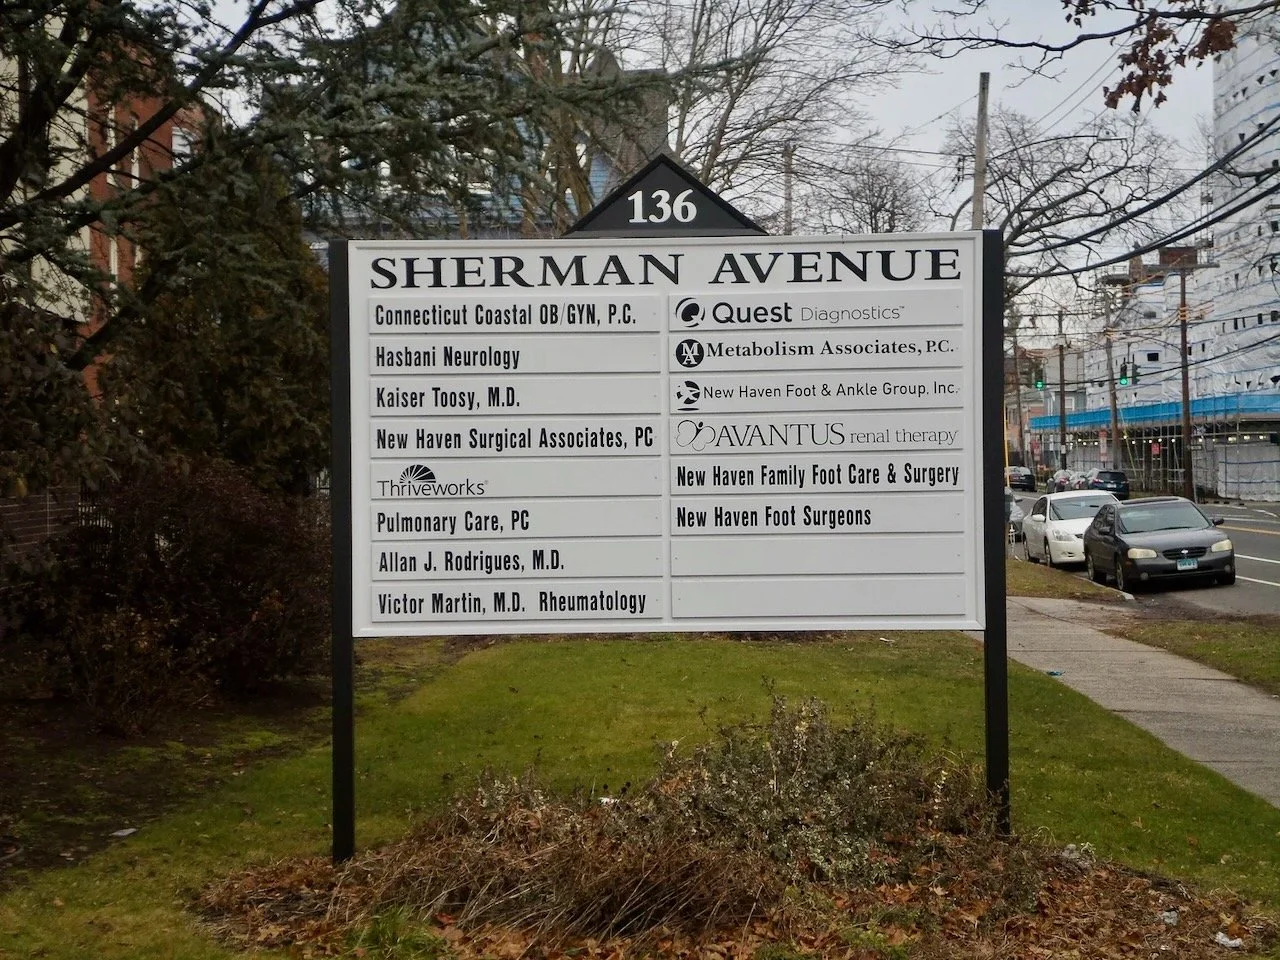 136
SHERMAN AVENUE
Connecticut Coastal OB/GYN, P.C.
Hasbani Neurology
Kaiser Toosy, M.D.
New Haven Surgical Associates, PC
Thriveworks®
Pulmonary Care, PC
Allan J. Rodrigues, M.D.
Victor Martin, M.D. Rheumatology
Quest Diagnostics™
MA Metabolism Associates, P.C.
New Haven Foot & Ankle Group, Inc.
AVANTUS renal therapy
New Haven Family Foot Care & Surgery
New Haven Foot Surgeons